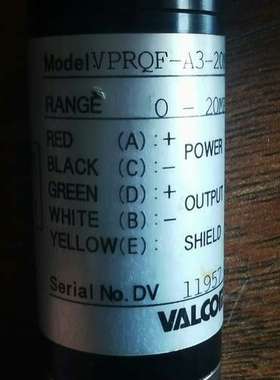 Model VPRQF-A3-20
RANGE 0 - 20
RED (A): + POWER
BLACK (C): -
GREEN (D): + OUTPUT
WHITE (B): -
YELLOW(E): SHIELD
Serial No. DV 11957
VALCO